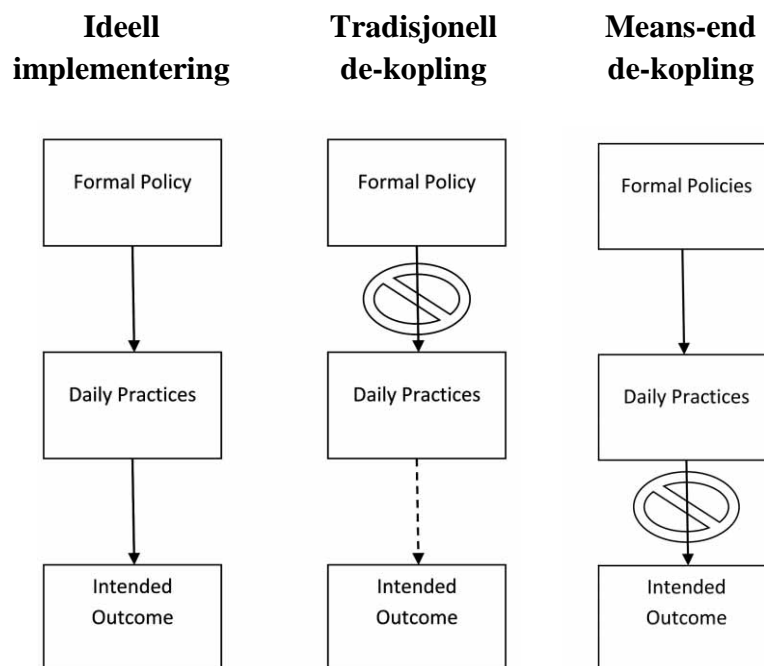 Ideell
implementering
Tradisjonell
de-kopling
Means-end
de-kopling
Formal Policy
Daily Practices
Intended
Outcome
Formal Policy
Daily Practices
Intended
Outcome
Formal Policies
Daily Practices
Intended
Outcome